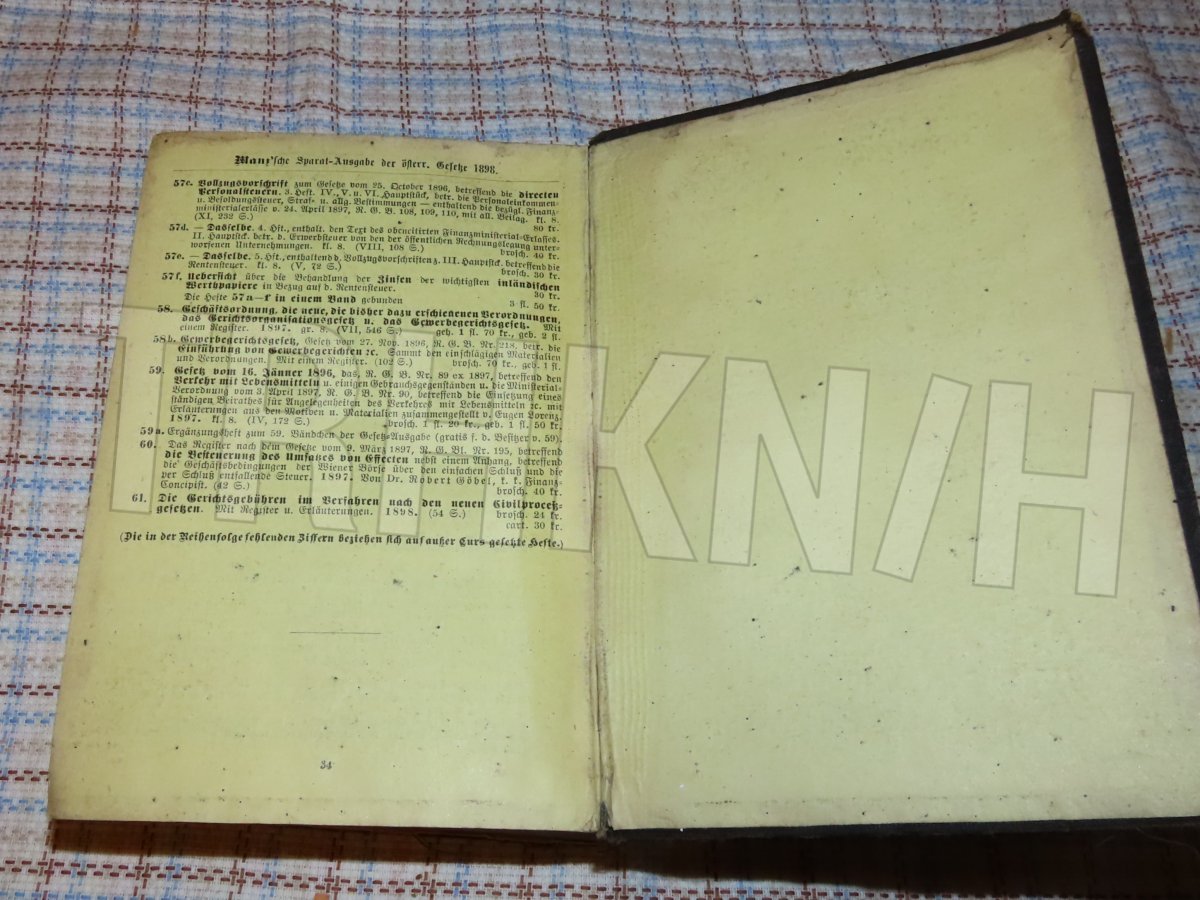 Manz'sche Sparat-Ausgabe der österr. Gesetze 1898.
57c. Vollzugsvorschrift zum Gesetze vom 25. October 1896, betreffend die directen
Personalsteuern. 3. Heft. IV., V. u. VI. Hauptstück, betr. die Personaleinkommen-
u. Besoldungssteuer, Straf- u. allg. Bestimmungen — enthaltend die bezügl. Finanz-
ministerialerlässe v. 24. April 1897, R. G. B. 108, 109, 110, mit all. Beilag. kl. 8.
(XI, 232 S.) 80 kr.
57d. — Dasselbe. 4. Hft., enthalt. den Text des obencitirten Finanzministerial-Erlasses.
II. Hauptstck. betr. d. Erwerbsteuer von den der öffentlichen Rechnungslegung unter-
worfenen Unternehmungen. kl. 8. (VIII, 108 S.) brosch. 40 kr.
57e. — Dasselbe. 5. Hft., enthaltend d. Vollzugsvorschriften z. III. Hauptstck. betreffend die
Rentensteuer. kl. 8. (V, 72 S.) brosch. 30 kr.
57f. Uebersicht über die Behandlung der Zinsen der wichtigsten inländischen
Werthpapiere in Bezug auf d. Rentensteuer. 30 kr.
Die Hefte 57a—f in einem Band gebunden 3 fl. 50 kr.
58. Geschäftsordnung, die neue, die bisher dazu erschienenen Verordnungen,
das Gerichtsorganisationsgesetz u. das Gewerbegerichtsgesetz. Mit
einem Register. 1897. gr. 8. (VII, 546 S.) geh. 1 fl. 70 kr., geb. 2 fl.
58b. Gewerbegerichtsgesetz, Gesetz vom 27. Nov. 1896, R. G. B. Nr. 218, betr. die
Einführung von Gewerbegerichten ꝛc. Sammt den einschlägigen Materialien
und Verordnungen. Mit einem Register. (102 S.) brosch. 70 kr., geb. 1 fl.
59. Gesetz vom 16. Jänner 1896, das, R. G. B. Nr. 89 ex 1897, betreffend den
Verkehr mit Lebensmitteln u. einigen Gebrauchsgegenständen u. die Ministerial-
Verordnung vom 3. April 1897, R. G. B. Nr. 90, betreffend die Einsetzung eines
ständigen Beirathes für Angelegenheiten des Verkehres mit Lebensmitteln ꝛc. mit
Erläuterungen aus den Motiven u. Materialien zusammengestellt v. Eugen Lorenz.
1897. kl. 8. (IV, 172 S.) brosch. 1 fl. 20 kr., geb. 1 fl. 50 kr.
59a. Ergänzungsheft zum 59. Bändchen der Gesetz-Ausgabe (gratis f. d. Besitzer v. 59).
60. Das Register nach dem Gesetze vom 9. März 1897, R. G. Bl. Nr. 195, betreffend
die Besteuerung des Umsatzes von Effecten nebst einem Anhang, betreffend
die Geschäftsbedingungen der Wiener Börse über den einfachen Schluß und die
per Schluß entfallende Steuer. 1897. Von Dr. Robert Göbel, k. k. Finanz-
Concipist. (42 S.) brosch. 40 kr.
61. Die Gerichtsgebühren im Verfahren nach den neuen Civilproceß-
gesetzen. Mit Register u. Erläuterungen. 1898. (54 S.) brosch. 24 kr.
cart. 30 kr.
(Die in der Reihenfolge fehlenden Ziffern beziehen sich auf außer Curs gesetzte Hefte.)
34